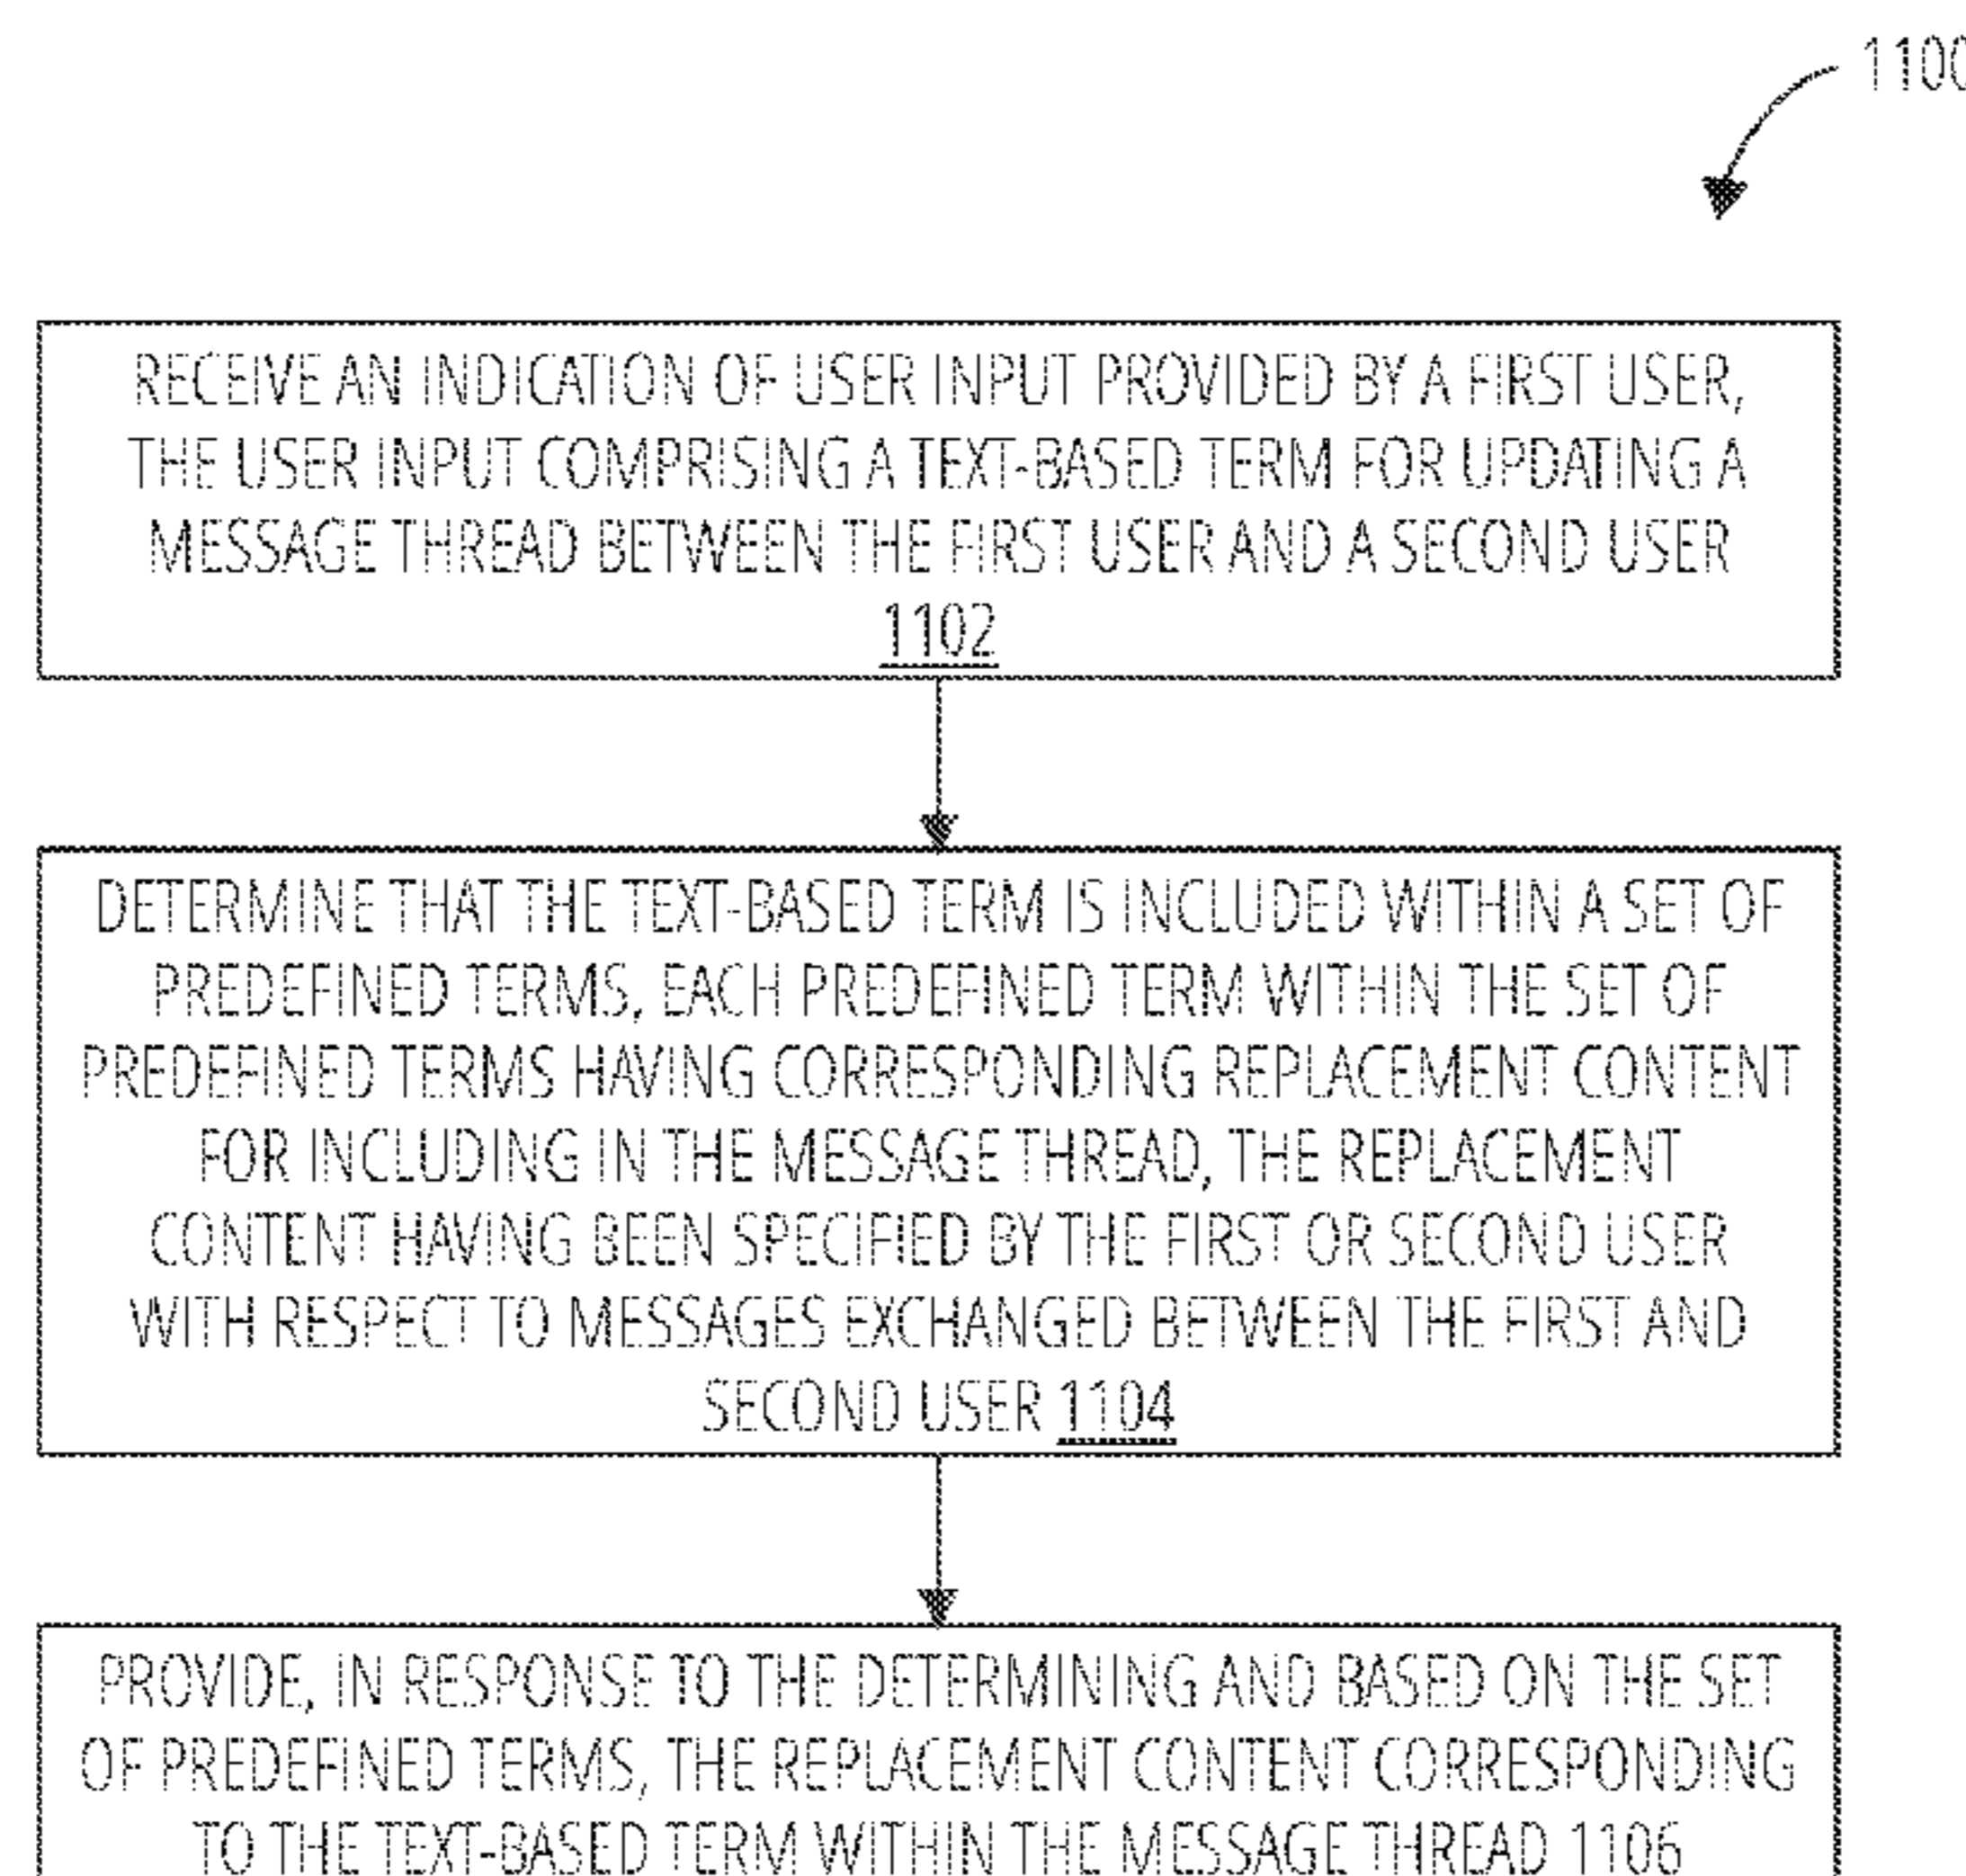 1100
RECEIVE AN INDICATION OF USER INPUT PROVIDED BY A FIRST USER,
THE USER INPUT COMPRISING A TEXT-BASED TERM FOR UPDATING A
MESSAGE THREAD BETWEEN THE FIRST USER AND A SECOND USER
1102
DETERMINE THAT THE TEXT-BASED TERM IS INCLUDED WITHIN A SET OF
PREDEFINED TERMS, EACH PREDEFINED TERM WITHIN THE SET OF
PREDEFINED TERMS HAVING CORRESPONDING REPLACEMENT CONTENT
FOR INCLUDING IN THE MESSAGE THREAD, THE REPLACEMENT
CONTENT HAVING BEEN SPECIFIED BY THE FIRST OR SECOND USER
WITH RESPECT TO MESSAGES EXCHANGED BETWEEN THE FIRST AND
SECOND USER 1104
PROVIDE, IN RESPONSE TO THE DETERMINING AND BASED ON THE SET
OF PREDEFINED TERMS, THE REPLACEMENT CONTENT CORRESPONDING
TO THE TEXT-BASED TERM WITHIN THE MESSAGE THREAD 1106